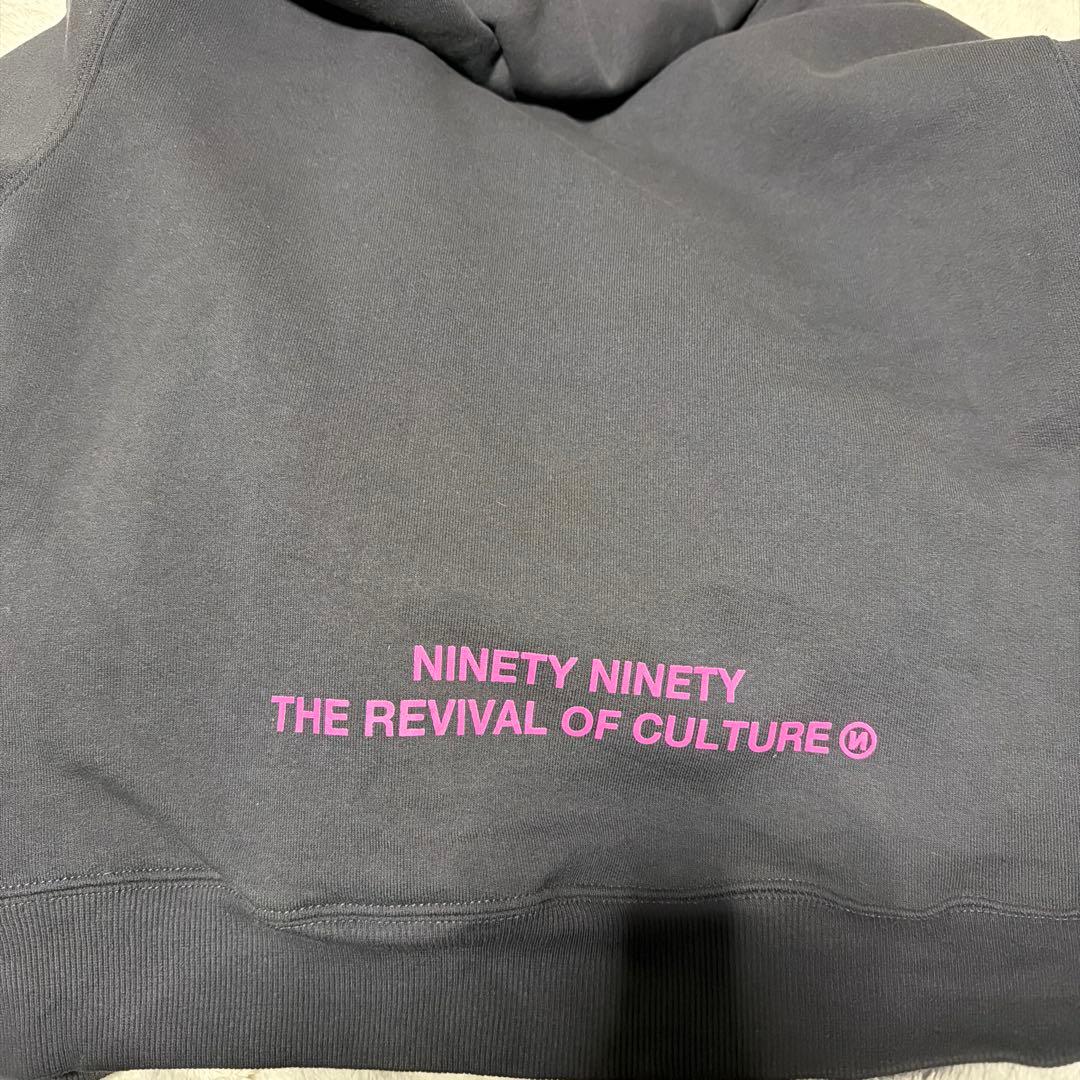 NINETY NINETY
THE REVIVAL OF CULTURE Ⓝ